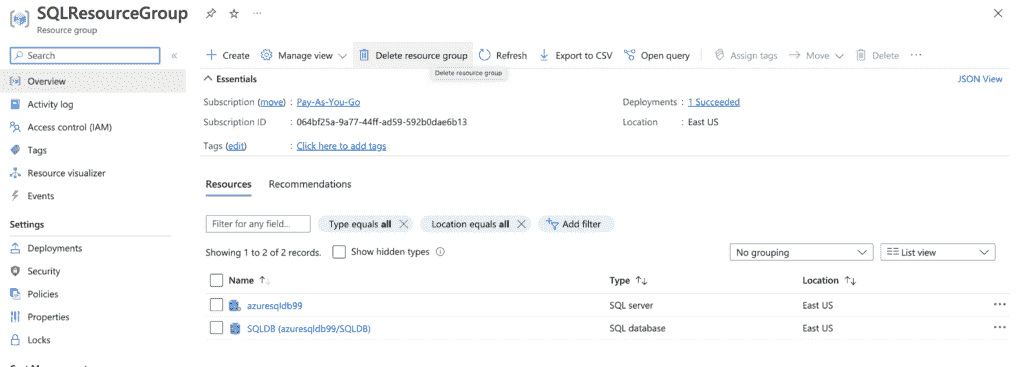 SQLResourceGroup
Resource group
Search
Create Manage view Delete resource group Refresh Export to CSV Open query Assign tags Move Delete
Delete resource group
Overview
Activity log
Access control (IAM)
Tags
Resource visualizer
Events
Settings
Deployments
Security
Policies
Properties
Locks
Essentials JSON View
Subscription (move) : Pay-As-You-Go Deployments : 1 Succeeded
Subscription ID : 064bf25a-9a77-44ff-ad59-592b0dae6b13 Location : East US
Tags (edit) : Click here to add tags
Resources Recommendations
Filter for any field... Type equals all Location equals all Add filter
Showing 1 to 2 of 2 records. Show hidden types No grouping List view
Name Type Location
azuresqldb99 SQL server East US
SQLDB (azuresqldb99/SQLDB) SQL database East US